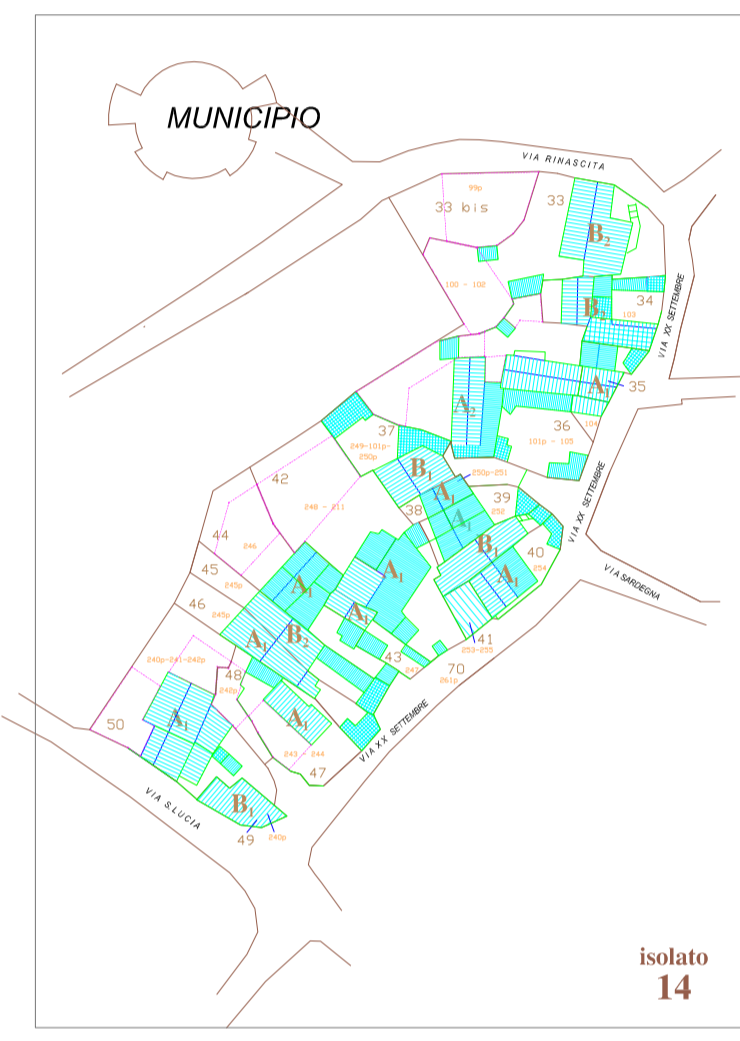 MUNICIPIO
VIA RINASCITA
99p
33 bis
33
B2
100 - 102
B2
34
103
VIA XX SETTEMBRE
A1
35
A2
104
36
101p - 105
37
249-101p-
250p
B1
250p-251
A1
42
248 - 211
38
39
252
A1
VIA XX SETTEMBRE
44
246
B1
40
254
45
245p
A1
A1
A1
VIA SARDEGNA
46
245p
A1
A1
B2
41
253-255
43
247
70
261p
240p-241-242p
48
242p
50
A1
A1
243 - 244
VIA XX SETTEMBRE
47
VIA S.LUCIA
B1
49
240p
isolato
14